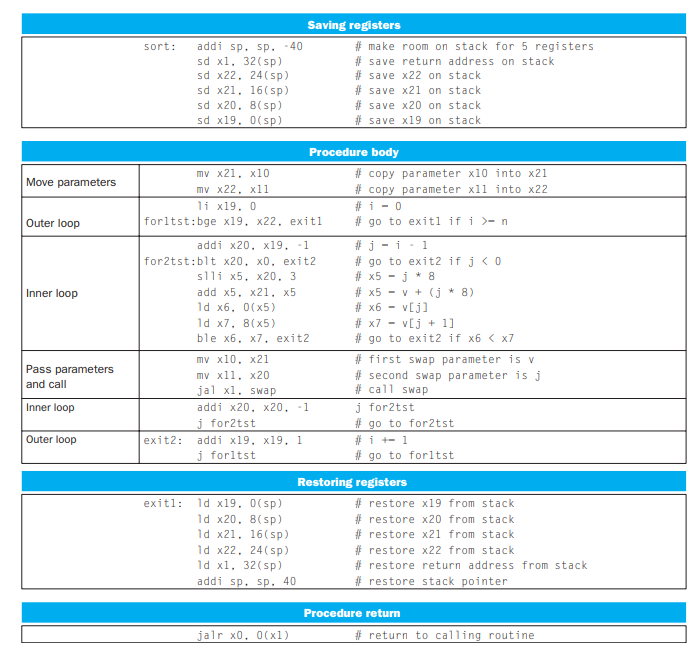 Saving registers
sort: addi sp, sp, -40 # make room on stack for 5 registers
sd x1, 32(sp) # save return address on stack
sd x22, 24(sp) # save x22 on stack
sd x21, 16(sp) # save x21 on stack
sd x20, 8(sp) # save x20 on stack
sd x19, 0(sp) # save x19 on stack
Procedure body
Move parameters
mv x21, x10 # copy parameter x10 into x21
mv x22, x11 # copy parameter x11 into x22
Outer loop
li x19, 0 # i = 0
for1tst:bge x19, x22, exit1 # go to exit1 if i >= n
Inner loop
addi x20, x19, -1 # j = i - 1
for2tst:blt x20, x0, exit2 # go to exit2 if j < 0
slli x5, x20, 3 # x5 = j * 8
add x5, x21, x5 # x5 = v + (j * 8)
ld x6, 0(x5) # x6 = v[j]
ld x7, 8(x5) # x7 = v[j + 1]
ble x6, x7, exit2 # go to exit2 if x6 < x7
Pass parameters
and call
mv x10, x21 # first swap parameter is v
mv x11, x20 # second swap parameter is j
jal x1, swap # call swap
Inner loop
addi x20, x20, -1 j for2tst
j for2tst # go to for2tst
Outer loop
exit2: addi x19, x19, 1 # i += 1
j for1tst # go to for1tst
Restoring registers
exit1: ld x19, 0(sp) # restore x19 from stack
ld x20, 8(sp) # restore x20 from stack
ld x21, 16(sp) # restore x21 from stack
ld x22, 24(sp) # restore x22 from stack
ld x1, 32(sp) # restore return address from stack
addi sp, sp, 40 # restore stack pointer
Procedure return
jalr x0, 0(x1) # return to calling routine